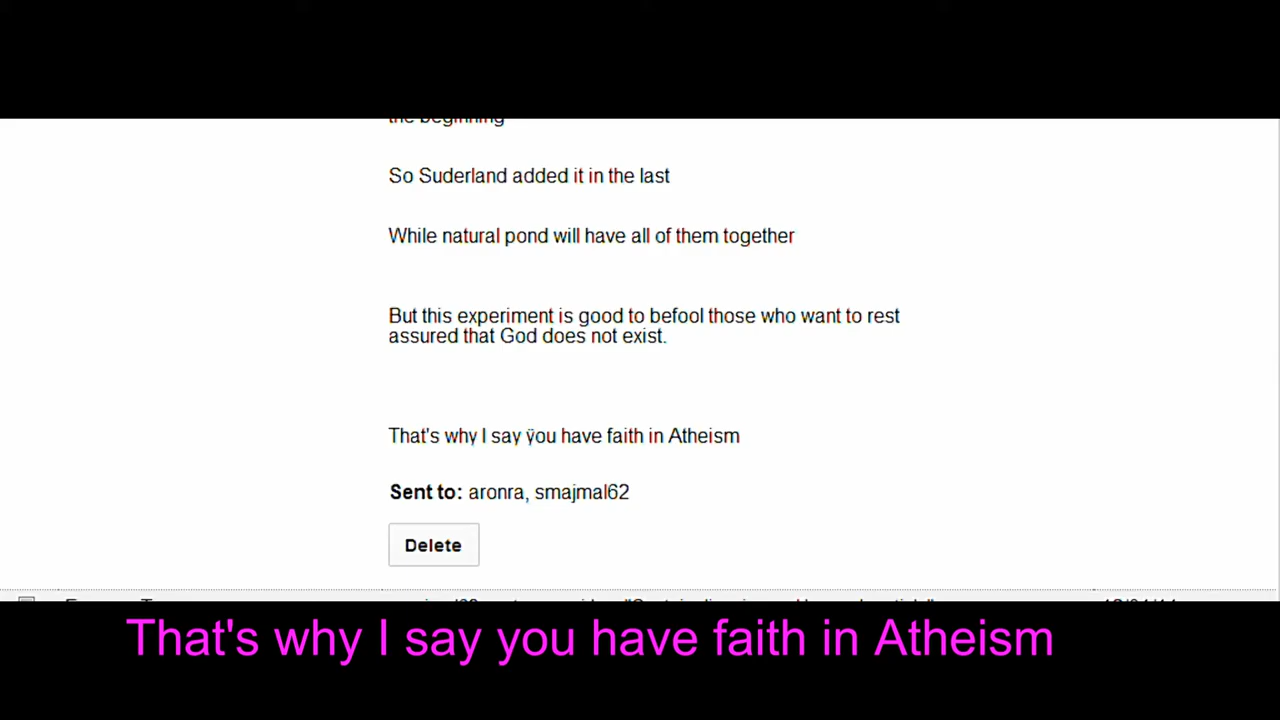 the beginning
So Suderland added it in the last
While natural pond will have all of them together
But this experiment is good to befool those who want to rest
assured that God does not exist.
That's why I say you have faith in Atheism
Sent to: aronra, smajmal62
Delete
That's why I say you have faith in Atheism